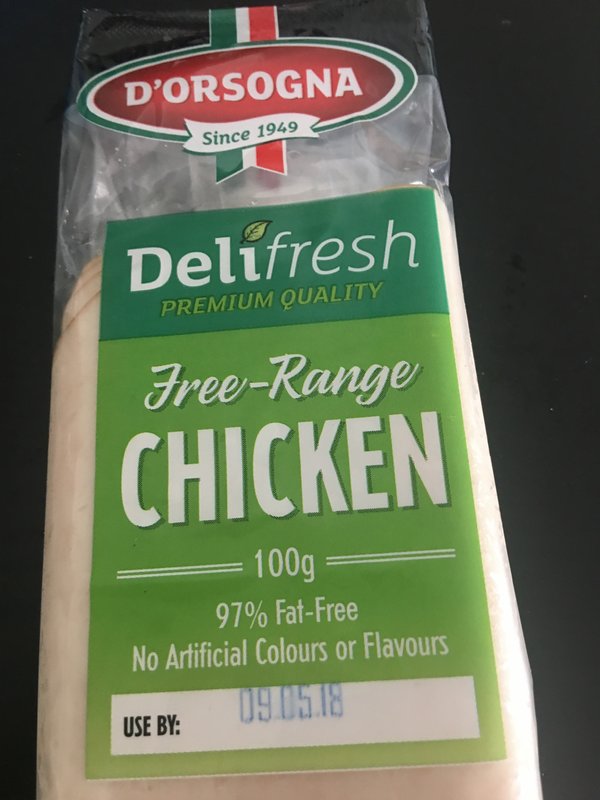 D'ORSOGNA
Since 1949
Delifresh
PREMIUM QUALITY
Free-Range
CHICKEN
100g
97% Fat-Free
No Artificial Colours or Flavours
USE BY: 09.05.18